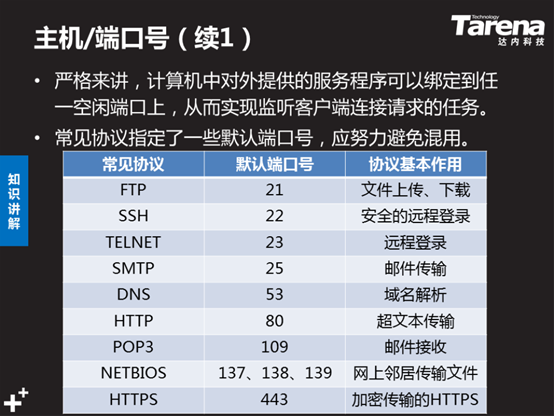 主机/端口号（续1）
Technology
Tarena
达内科技
• 严格来讲，计算机中对外提供的服务程序可以绑定到任
一空闲端口上，从而实现监听客户端连接请求的任务。
• 常见协议指定了一些默认端口号，应努力避免混用。
知识讲解
常见协议 默认端口号 协议基本作用
FTP 21 文件上传、下载
SSH 22 安全的远程登录
TELNET 23 远程登录
SMTP 25 邮件传输
DNS 53 域名解析
HTTP 80 超文本传输
POP3 109 邮件接收
NETBIOS 137、138、139 网上邻居传输文件
HTTPS 443 加密传输的HTTPS